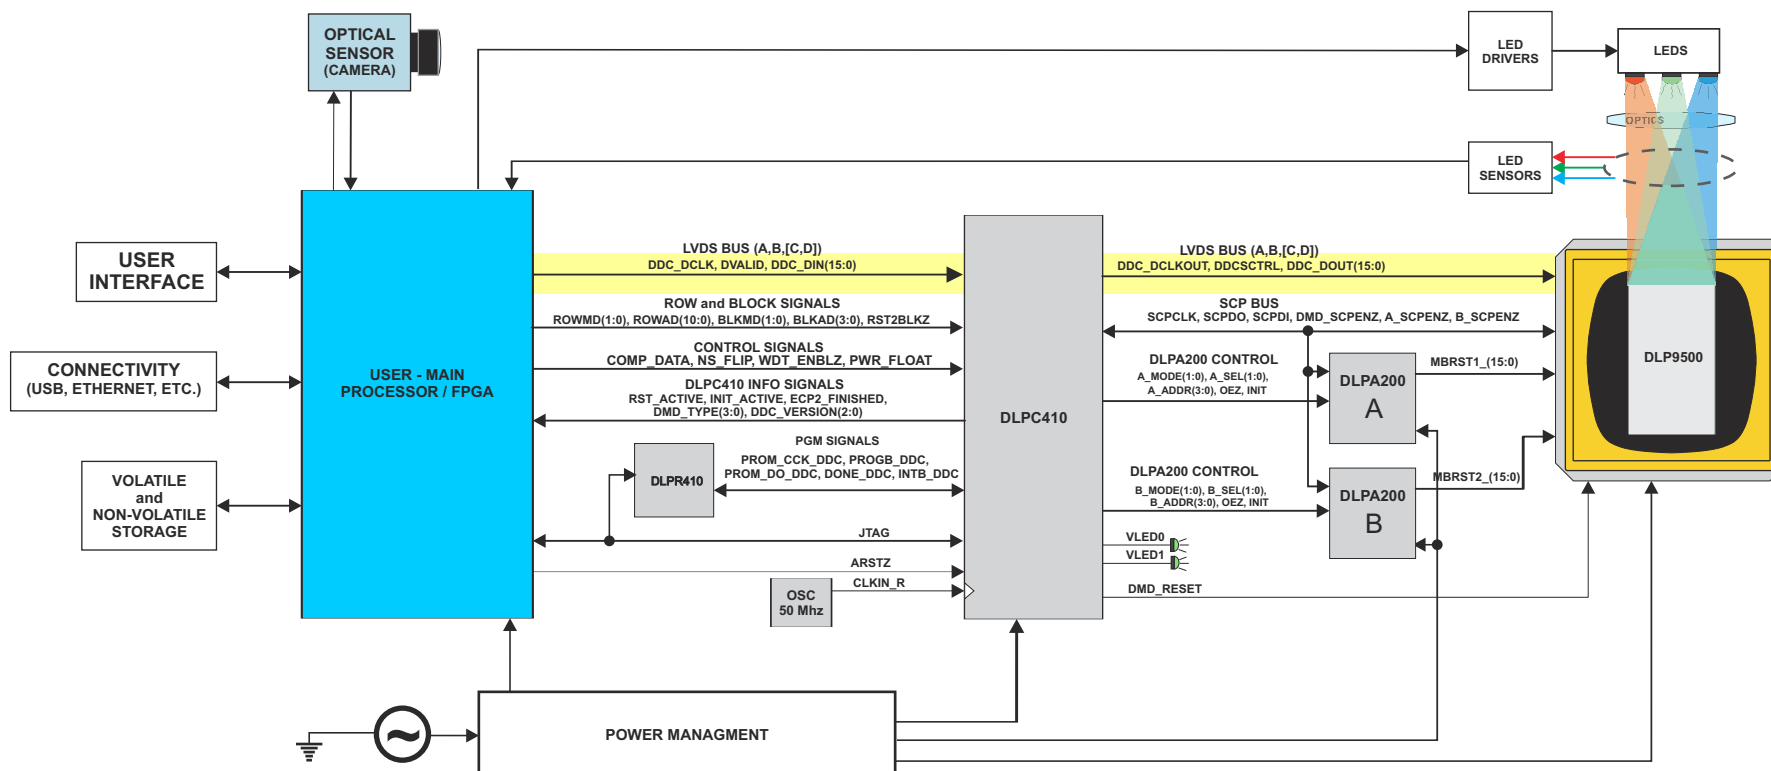 OPTICAL
SENSOR
(CAMERA)
LED
DRIVERS
LEDS
OPTICS
LED
SENSORS
USER
INTERFACE
CONNECTIVITY
(USB, ETHERNET, ETC.)
VOLATILE
and
NON-VOLATILE
STORAGE
USER - MAIN
PROCESSOR / FPGA
LVDS BUS (A,B,[C,D])
DDC_DCLK, DVALID, DDC_DIN(15:0)
ROW and BLOCK SIGNALS
ROWMD(1:0), ROWAD(10:0), BLKMD(1:0), BLKAD(3:0), RST2BLKZ
CONTROL SIGNALS
COMP_DATA, NS_FLIP, WDT_ENBLZ, PWR_FLOAT
DLPC410 INFO SIGNALS
RST_ACTIVE, INIT_ACTIVE, ECP2_FINISHED,
DMD_TYPE(3:0), DDC_VERSION(2:0)
PGM SIGNALS
PROM_CCK_DDC, PROGB_DDC,
PROM_DO_DDC, DONE_DDC, INTB_DDC
DLPR410
JTAG
ARSTZ
CLKIN_R
OSC
50 Mhz
DLPC410
LVDS BUS (A,B,[C,D])
DDC_DCLKOUT, DDCSCTRL, DDC_DOUT(15:0)
SCP BUS
SCPCLK, SCPDO, SCPDI, DMD_SCPENZ, A_SCPENZ, B_SCPENZ
DLPA200 CONTROL
A_MODE(1:0), A_SEL(1:0),
A_ADDR(3:0), OEZ, INIT
DLPA200
A
MBRST1_(15:0)
DLPA200 CONTROL
B_MODE(1:0), B_SEL(1:0),
B_ADDR(3:0), OEZ, INIT
DLPA200
B
MBRST2_(15:0)
VLED0
VLED1
DMD_RESET
DLP9500
POWER MANAGMENT